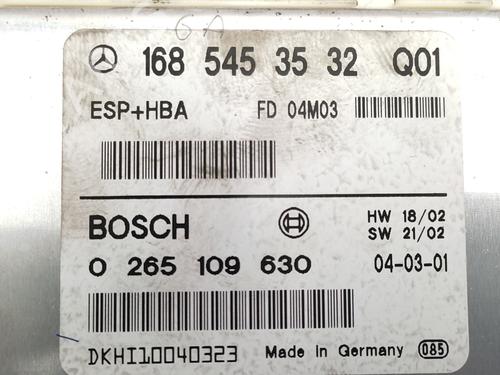 6A
168 545 35 32 Q01
ESP+HBA FD 04M03
BOSCH HW 18/02
SW 21/02
0 265 109 630 04-03-01
DKHI10040323 Made in Germany 085